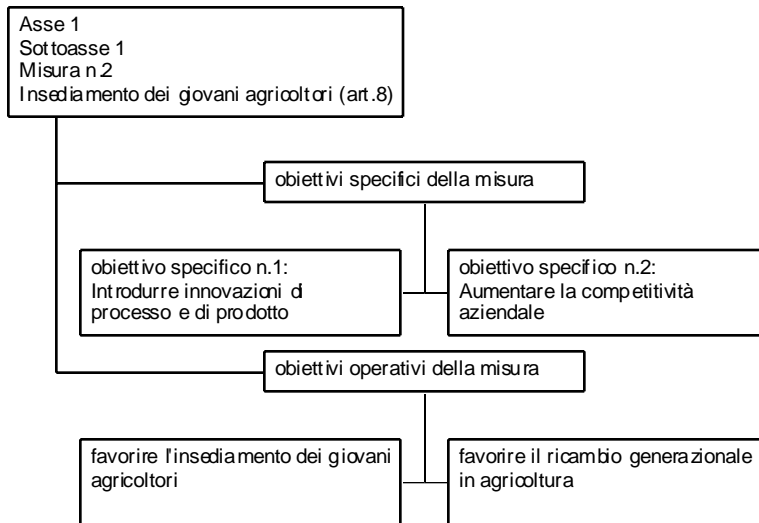 Asse 1
Sottoasse 1
Misura n.2
Insediamento dei giovani agricoltori (art.8)
obiettivi specifici della misura
obiettivo specifico n.1:
Introdurre innovazioni di
processo e di prodotto
obiettivo specifico n.2:
Aumentare la competitività
aziendale
obiettivi operativi della misura
favorire l'insediamento dei giovani
agricoltori
favorire il ricambio generazionale
in agricoltura